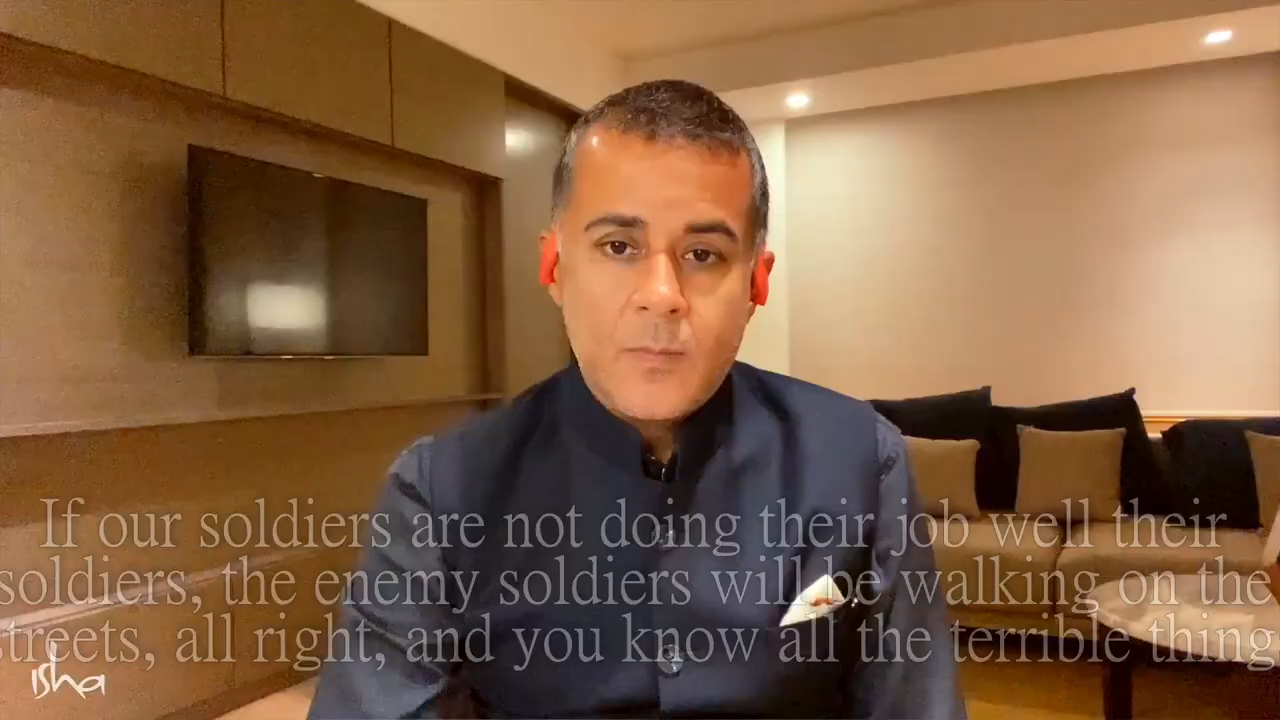 If our soldiers are not doing their job well their
soldiers, the enemy soldiers will be walking on the
treets, all right, and you know all the terrible thing
isha